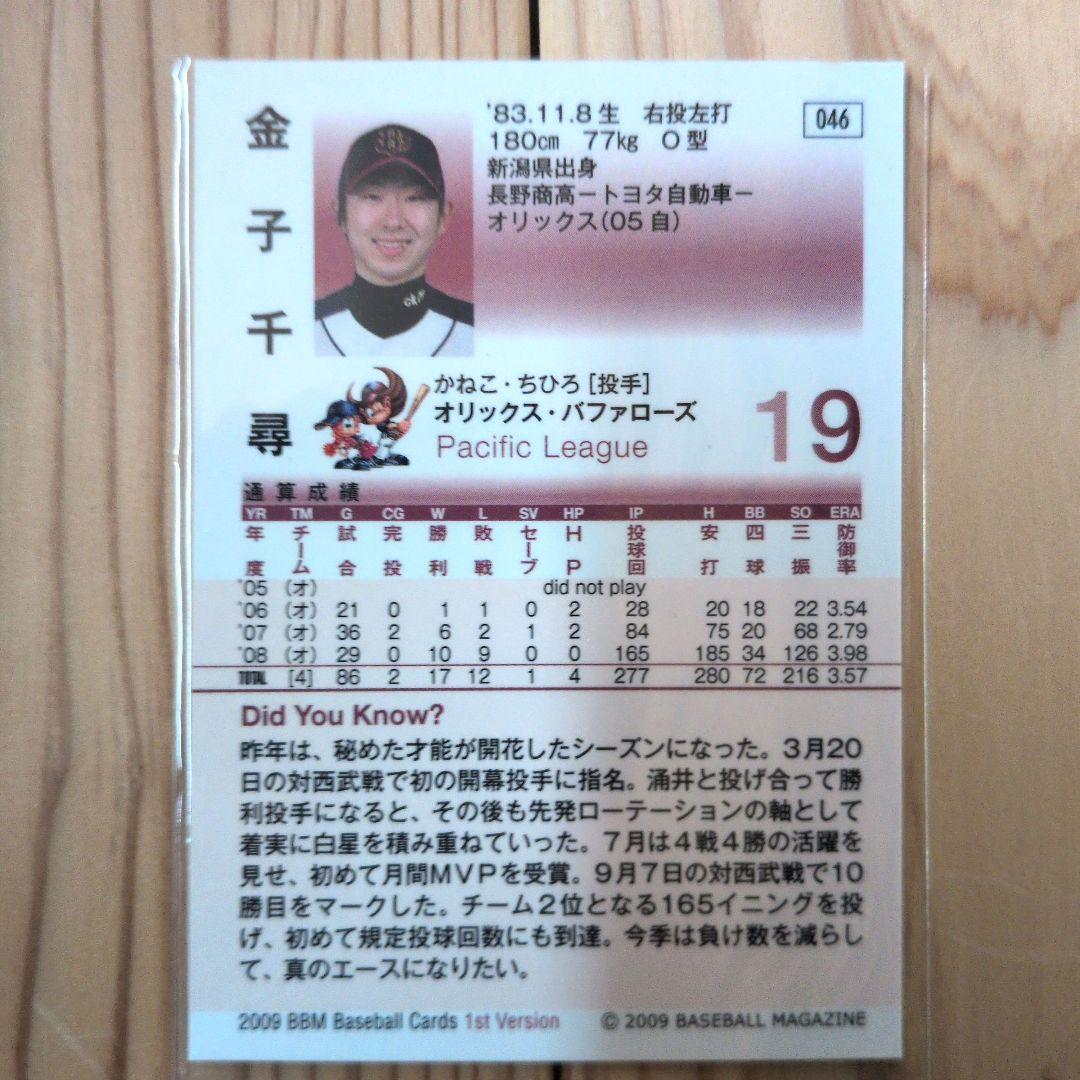 金子千尋
'83.11.8生 右投左打
180cm 77kg O型
新潟県出身
長野商高－トヨタ自動車－
オリックス(05自)
046
かねこ・ちひろ[投手]
オリックス・バファローズ
Pacific League
19
通算成績
YR TM G CG W L SV HP IP H BB SO ERA
年度 チーム 試合 完投 勝利 敗戦 セーブ HP 投球回 安打 四球 三振 防御率
'05 (オ) did not play
'06 (オ) 21 0 1 1 0 2 28 20 18 22 3.54
'07 (オ) 36 2 6 2 1 2 84 75 20 68 2.79
'08 (オ) 29 0 10 9 0 0 165 185 34 126 3.98
TOTAL [4] 86 2 17 12 1 4 277 280 72 216 3.57
Did You Know?
昨年は、秘めた才能が開花したシーズンになった。3月20
日の対西武戦で初の開幕投手に指名。涌井と投げ合って勝
利投手になると、その後も先発ローテーションの軸として
着実に白星を積み重ねていった。7月は4戦4勝の活躍を
見せ、初めて月間MVPを受賞。9月7日の対西武戦で10
勝目をマークした。チーム2位となる165イニングを投
げ、初めて規定投球回数にも到達。今季は負け数を減らし
て、真のエースになりたい。
2009 BBM Baseball Cards 1st Version © 2009 BASEBALL MAGAZINE